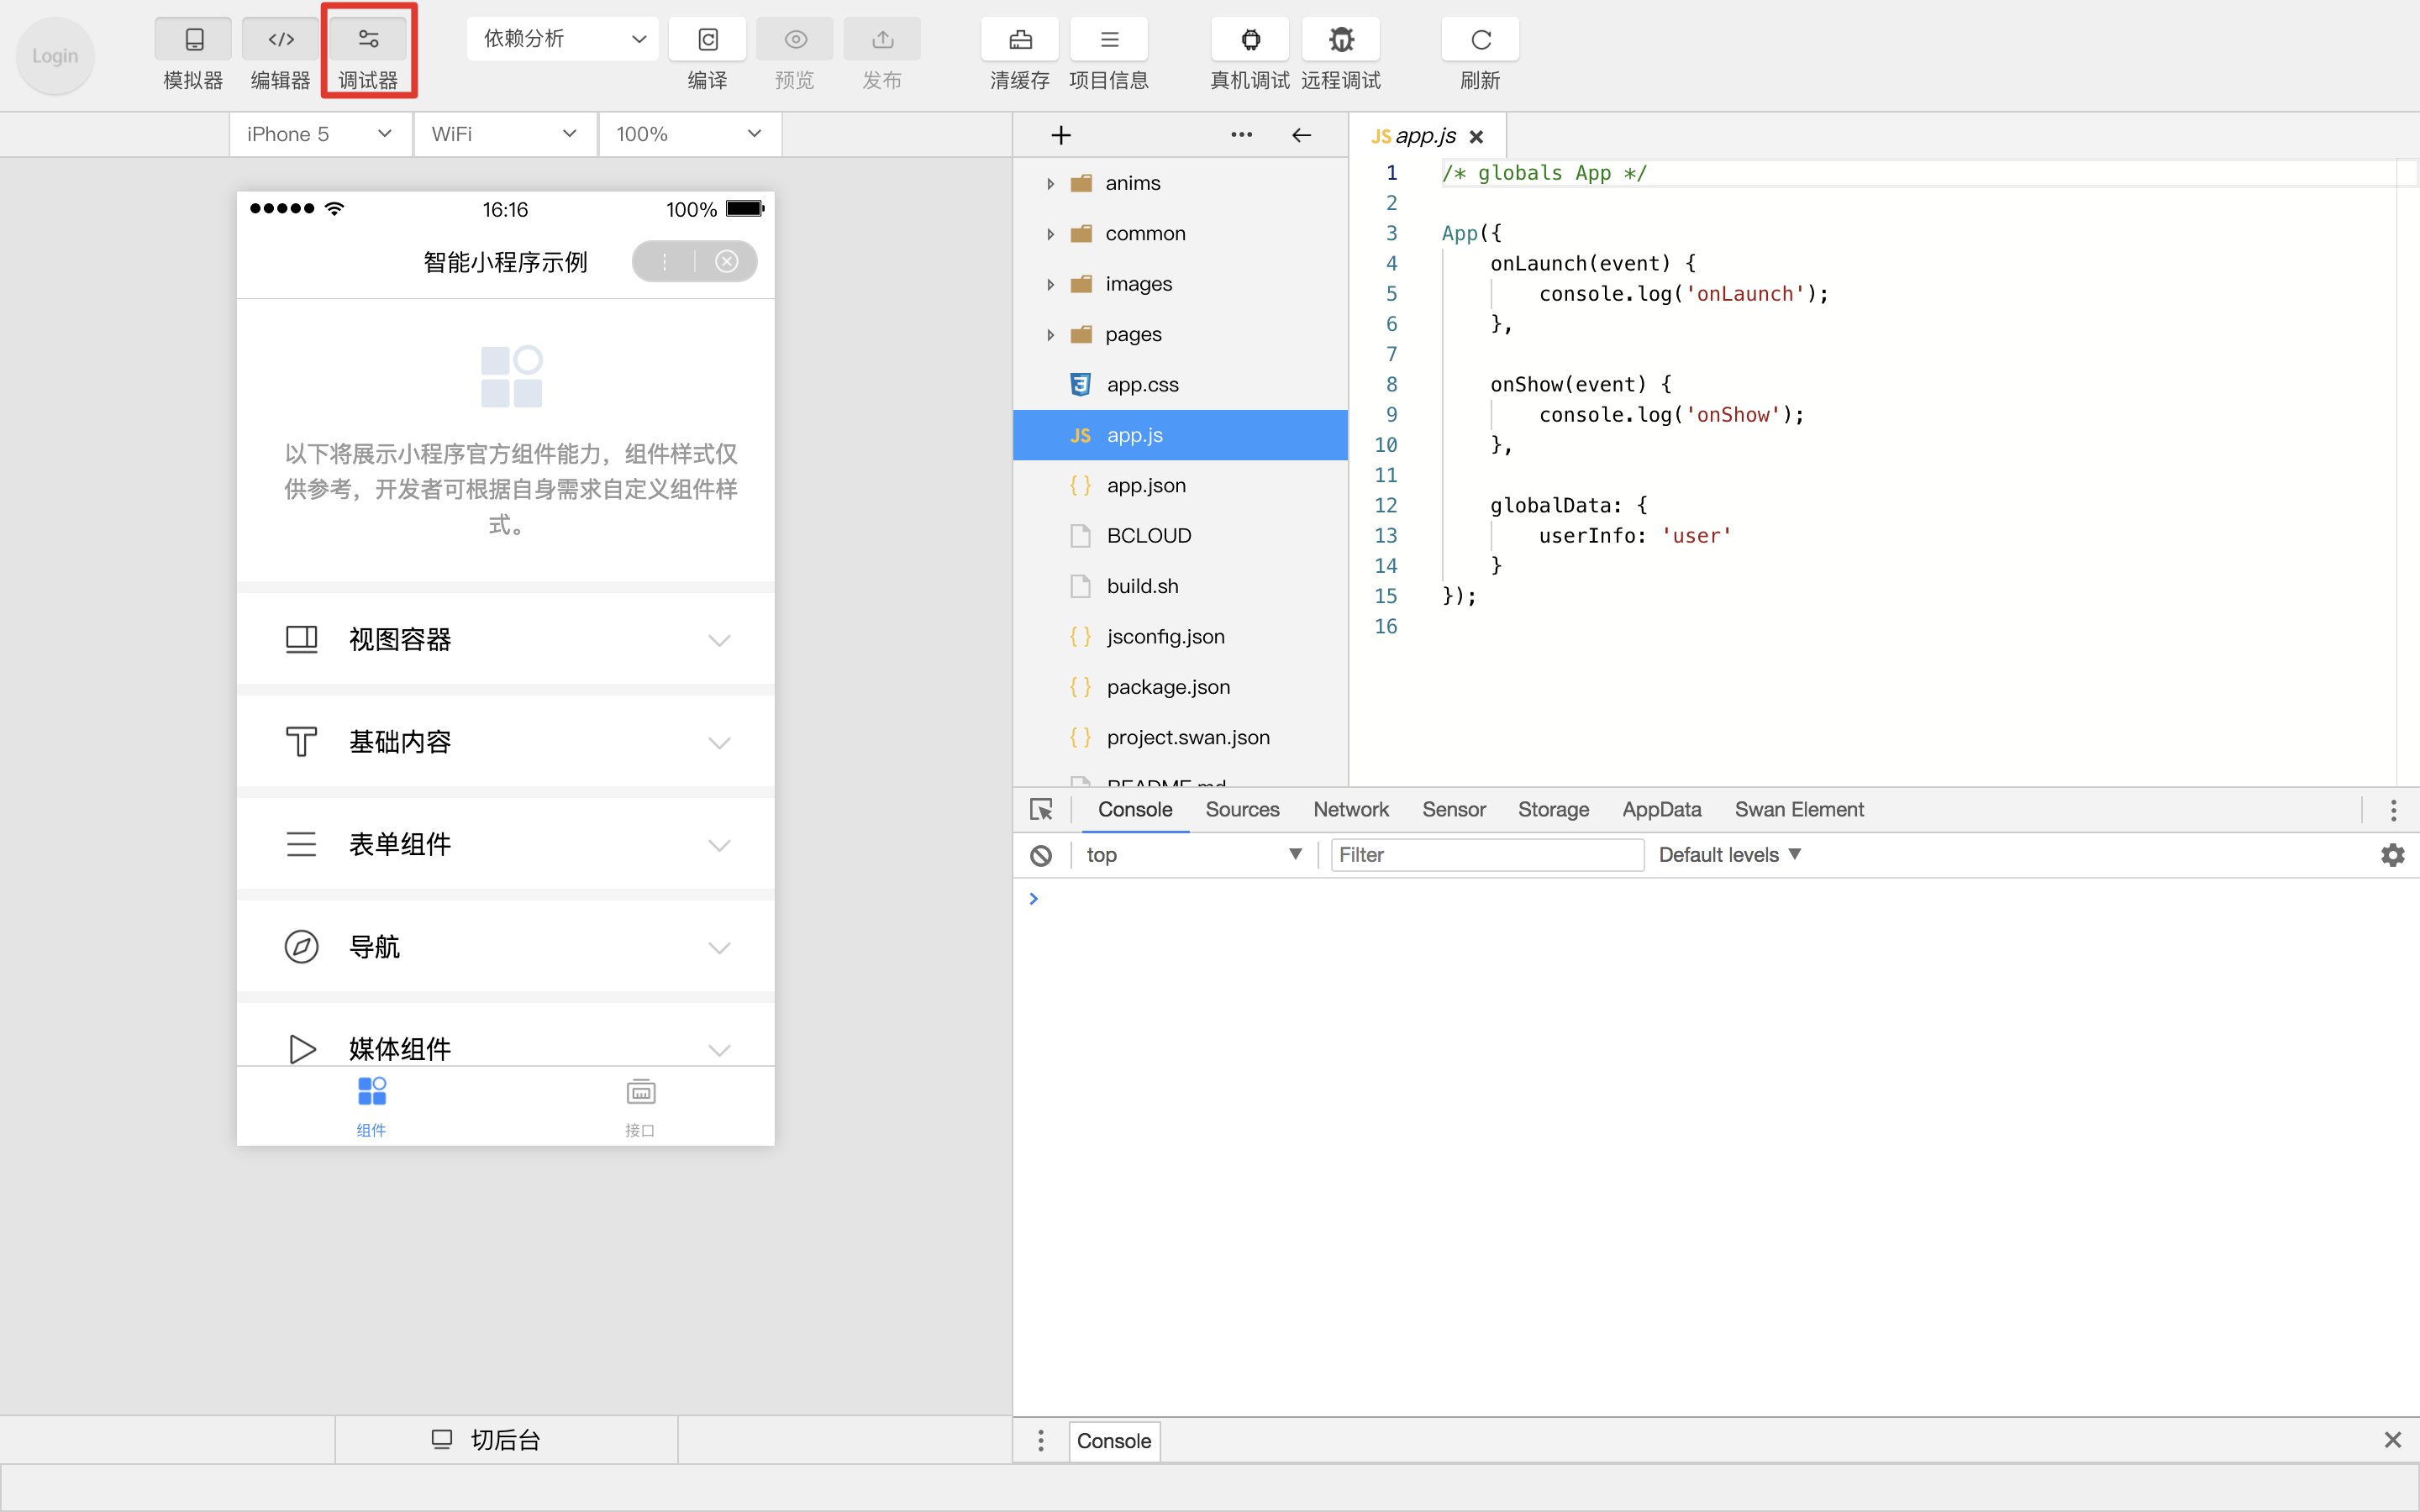 Login
模拟器
编辑器
调试器
依赖分析
编译
预览
发布
清缓存
项目信息
真机调试
远程调试
刷新
iPhone 5
WiFi
100%
16:16
100%
智能小程序示例
以下将展示小程序官方组件能力，组件样式仅
供参考，开发者可根据自身需求自定义组件样
式。
视图容器
基础内容
表单组件
导航
媒体组件
组件
接口
切后台
anims
common
images
pages
app.css
JS app.js
app.json
BCLOUD
build.sh
jsconfig.json
package.json
project.swan.json
README.md
JS app.js
1 /* globals App */
2
3 App({
4 onLaunch(event) {
5 console.log('onLaunch');
6 },
7
8 onShow(event) {
9 console.log('onShow');
10 },
11
12 globalData: {
13 userInfo: 'user'
14 }
15 });
16
Console
Sources
Network
Sensor
Storage
AppData
Swan Element
top
Filter
Default levels
Console